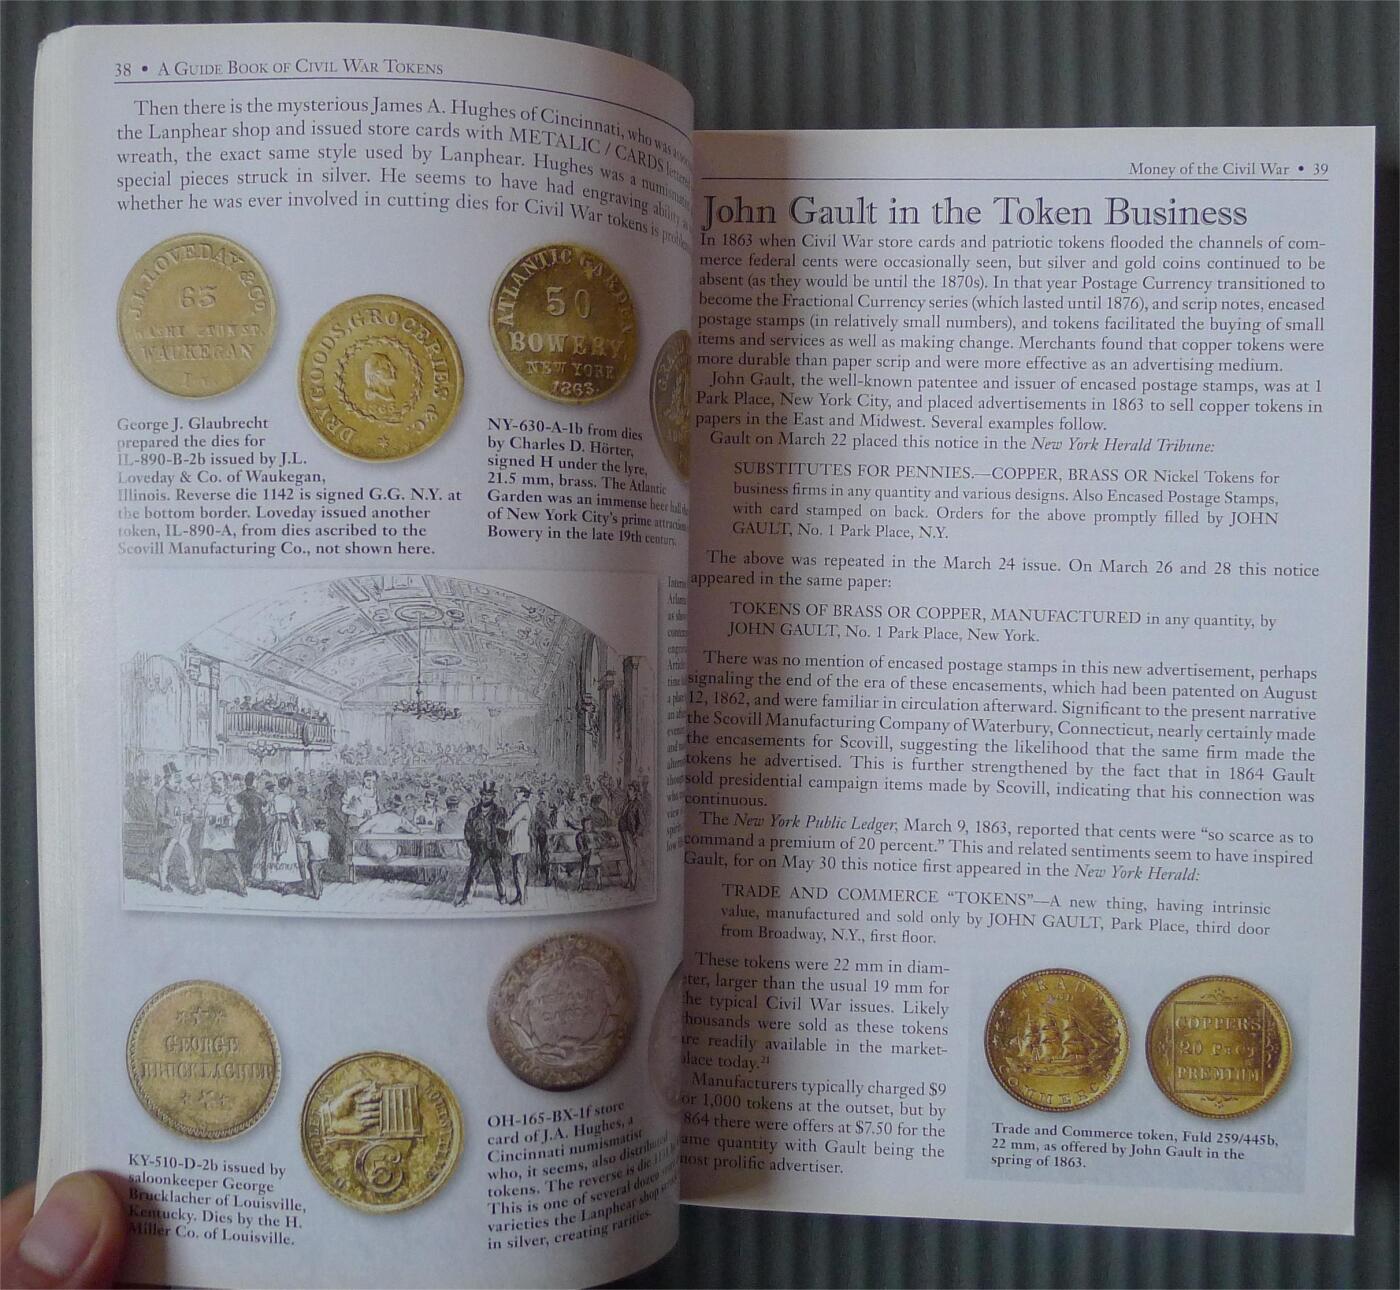 38 • A Guide Book of Civil War Tokens
Then there is the mysterious James A. Hughes of Cincinnati, who was
the Lanphear shop and issued store cards with METALIC / CARDS
wreath, the exact same style used by Lanphear. Hughes was a
special pieces struck in silver. He seems to have had engraving ability
whether he was ever involved in cutting dies for Civil War tokens is
J.J. LOVEDAY & Co
65
WASHINGTON ST.
WAUKEGAN
DRY GOODS, GROCERIES &C.
ATLANTIC GARDEN
50
BOWERY
NEW YORK
1863
George J. Glaubrecht
prepared the dies for
IL-890-B-2b issued by J.L.
Loveday & Co. of Waukegan,
Illinois. Reverse die 1142 is signed G.G. N.Y. at
the bottom border. Loveday issued another
token, IL-890-A, from dies ascribed to the
Scovill Manufacturing Co., not shown here.
NY-630-A-1b from dies
by Charles D. Hörter,
signed H under the lyre,
21.5 mm, brass. The Atlantic
Garden was an immense beer hall
of New York City's prime attraction
Bowery in the late 19th century.
GEORGE
BRUCKLACHER
5
KY-510-D-2b issued by
saloonkeeper George
Brucklacher of Louisville,
Kentucky. Dies by the H.
Miller Co. of Louisville.
OH-165-BX-1f store
card of J.A. Hughes, a
Cincinnati numismatist
who, it seems, also distributed
tokens. The reverse is die
This is one of several dozen
varieties the Lanphear shop struck
in silver, creating rarities.
Money of the Civil War • 39
John Gault in the Token Business
In 1863 when Civil War store cards and patriotic tokens flooded the channels of com-
merce federal cents were occasionally seen, but silver and gold coins continued to be
absent (as they would be until the 1870s). In that year Postage Currency transitioned to
become the Fractional Currency series (which lasted until 1876), and scrip notes, encased
postage stamps (in relatively small numbers), and tokens facilitated the buying of small
items and services as well as making change. Merchants found that copper tokens were
more durable than paper scrip and were more effective as an advertising medium.
John Gault, the well-known patentee and issuer of encased postage stamps, was at 1
Park Place, New York City, and placed advertisements in 1863 to sell copper tokens in
papers in the East and Midwest. Several examples follow.
Gault on March 22 placed this notice in the New York Herald Tribune:
SUBSTITUTES FOR PENNIES.—COPPER, BRASS OR Nickel Tokens for
business firms in any quantity and various designs. Also Encased Postage Stamps,
with card stamped on back. Orders for the above promptly filled by JOHN
GAULT, No. 1 Park Place, N.Y.
The above was repeated in the March 24 issue. On March 26 and 28 this notice
appeared in the same paper:
TOKENS OF BRASS OR COPPER, MANUFACTURED in any quantity, by
JOHN GAULT, No. 1 Park Place, New York.
There was no mention of encased postage stamps in this new advertisement, perhaps
signaling the end of the era of these encasements, which had been patented on August
12, 1862, and were familiar in circulation afterward. Significant to the present narrative
the Scovill Manufacturing Company of Waterbury, Connecticut, nearly certainly made
the encasements for Scovill, suggesting the likelihood that the same firm made the
tokens he advertised. This is further strengthened by the fact that in 1864 Gault
sold presidential campaign items made by Scovill, indicating that his connection was
continuous.
The New York Public Ledger, March 9, 1863, reported that cents were “so scarce as to
command a premium of 20 percent.” This and related sentiments seem to have inspired
Gault, for on May 30 this notice first appeared in the New York Herald:
TRADE AND COMMERCE “TOKENS”—A new thing, having intrinsic
value, manufactured and sold only by JOHN GAULT, Park Place, third door
from Broadway, N.Y., first floor.
These tokens were 22 mm in diam-
eter, larger than the usual 19 mm for
the typical Civil War issues. Likely
thousands were sold as these tokens
are readily available in the market-
place today.21
Manufacturers typically charged $9
for 1,000 tokens at the outset, but by
1864 there were offers at $7.50 for the
same quantity with Gault being the
most prolific advertiser.
TRADE
AND
COMMERCE
COPPERS
20 Pr Ct
PREMIUM
Trade and Commerce token, Fuld 259/445b,
22 mm, as offered by John Gault in the
spring of 1863.